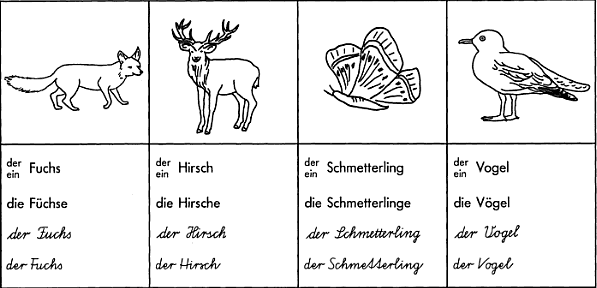 der
ein Fuchs
die Füchse
der Fuchs
der Fuchs
der
ein Hirsch
die Hirsche
der Hirsch
der Hirsch
der
ein Schmetterling
die Schmetterlinge
der Schmetterling
der Schmetterling
der
ein Vogel
die Vögel
der Vogel
der Vogel